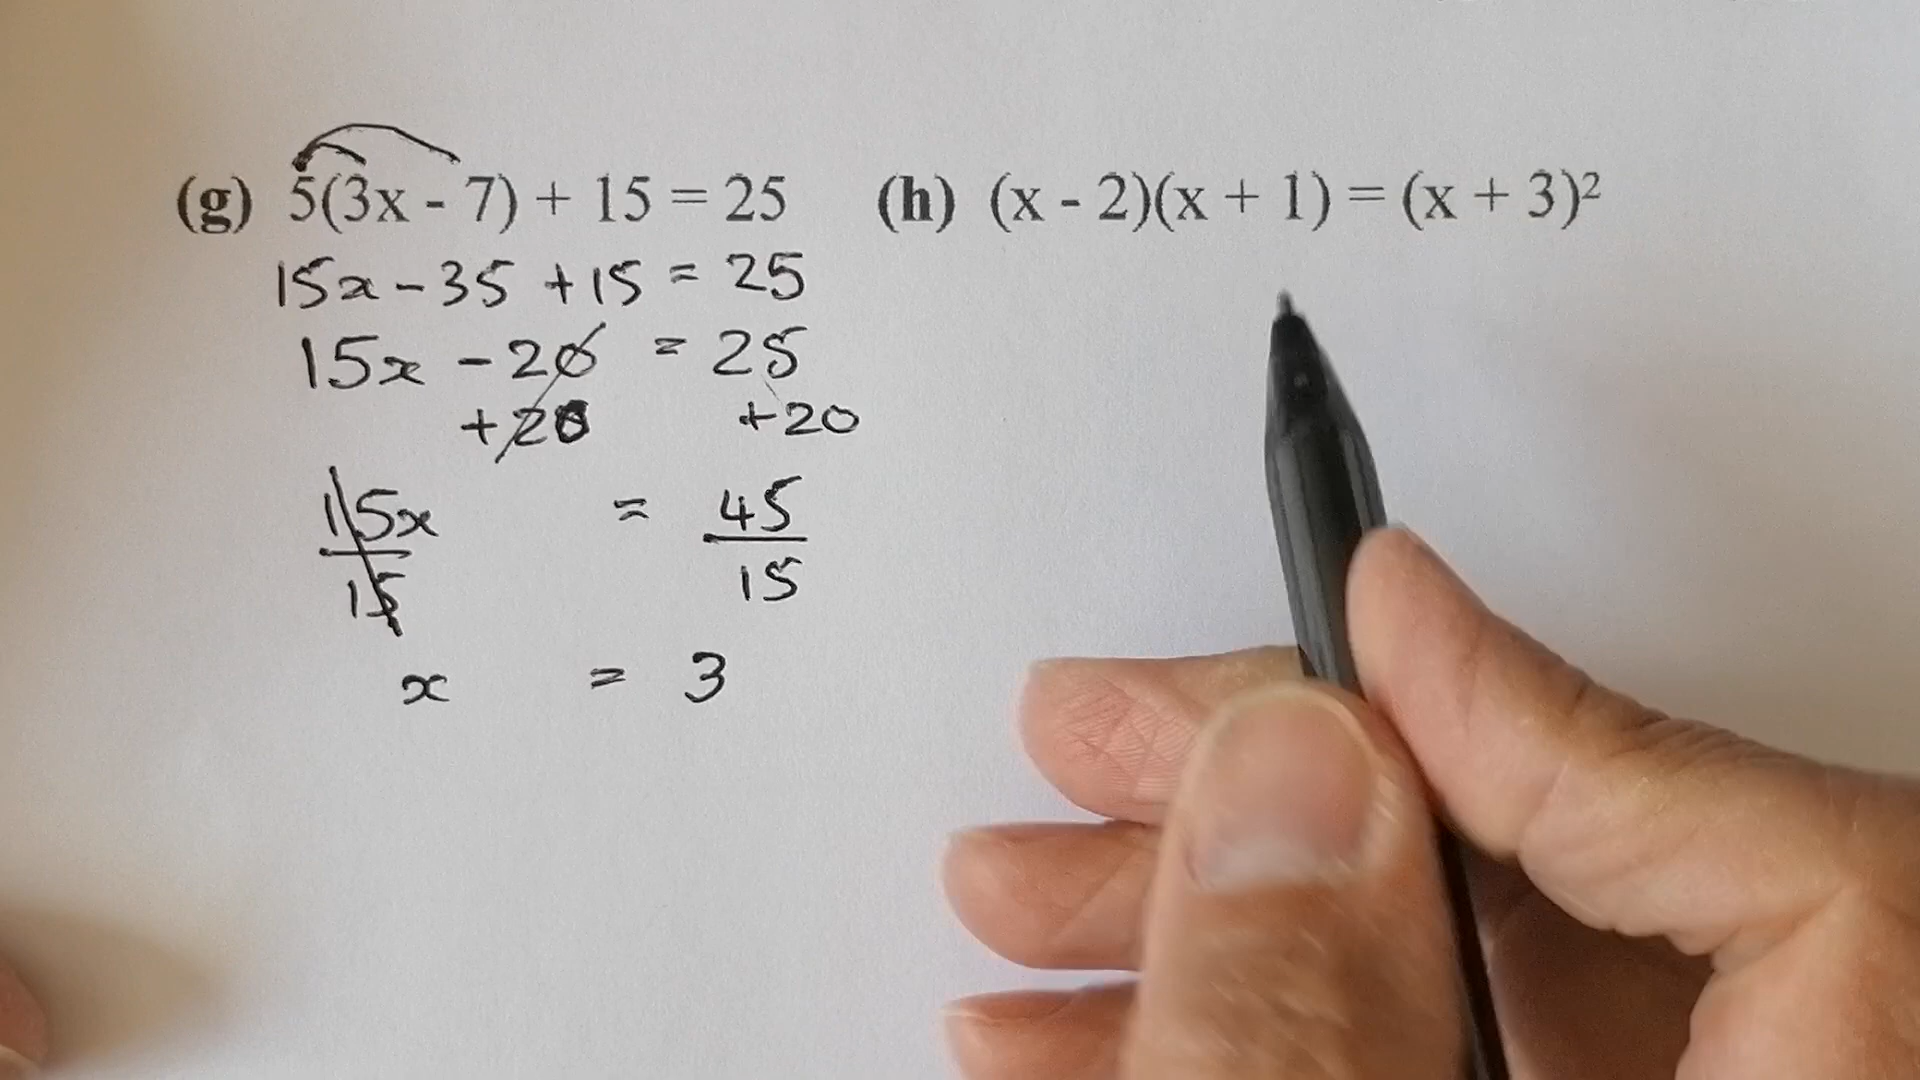 (g) 5(3x - 7) + 15 = 25
15x - 35 + 15 = 25
15x - 20 = 25
+20 +20
15x = 45
15 15
x = 3
(h) (x - 2)(x + 1) = (x + 3)²